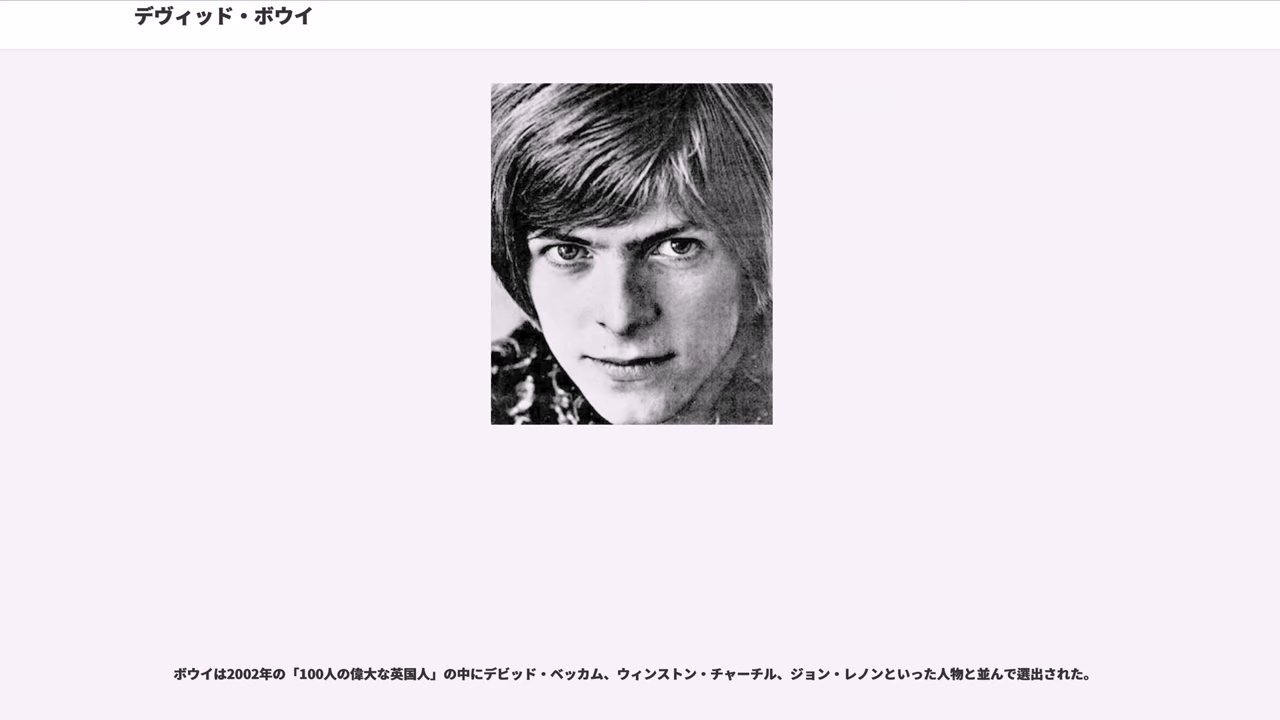 デヴィッド・ボウイ
ボウイは2002年の「100人の偉大な英国人」の中にデビッド・ベッカム、ウィンストン・チャーチル、ジョン・レノンといった人物と並んで選出された。